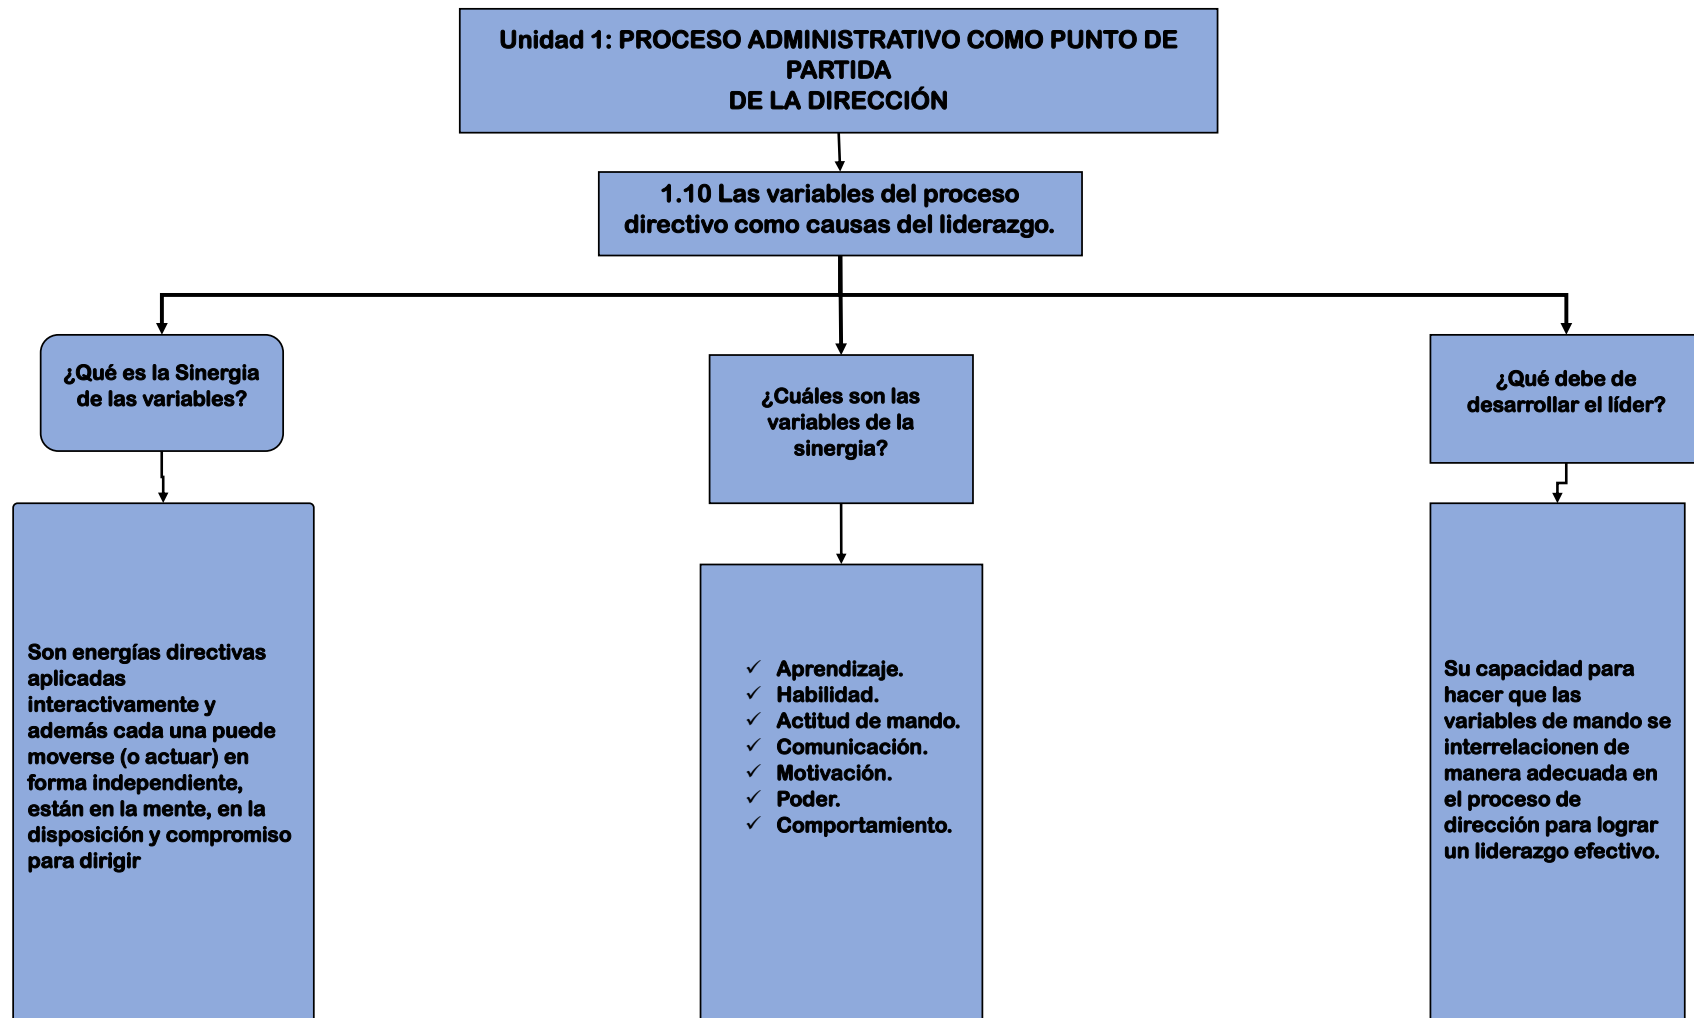 Unidad 1: PROCESO ADMINISTRATIVO COMO PUNTO DE
PARTIDA
DE LA DIRECCIÓN
1.10 Las variables del proceso
directivo como causas del liderazgo.
¿Qué es la Sinergia
de las variables?
¿Cuáles son las
variables de la
sinergia?
¿Qué debe de
desarrollar el líder?
Son energías directivas
aplicadas
interactivamente y
además cada una puede
moverse (o actuar) en
forma independiente,
están en la mente, en la
disposición y compromiso
para dirigir
✓ Aprendizaje.
✓ Habilidad.
✓ Actitud de mando.
✓ Comunicación.
✓ Motivación.
✓ Poder.
✓ Comportamiento.
Su capacidad para
hacer que las
variables de mando se
interrelacionen de
manera adecuada en
el proceso de
dirección para lograr
un liderazgo efectivo.